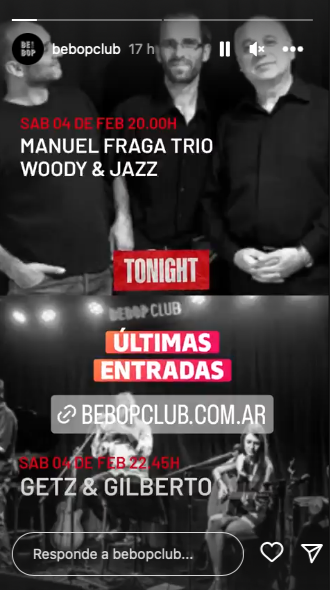 BE!
BOP
bebopclub 17 h
SAB 04 DE FEB 20.00H
MANUEL FRAGA TRIO
WOODY & JAZZ
TONIGHT
BEBOP CLUB
ÚLTIMAS
ENTRADAS
BEBOPCLUB.COM.AR
SAB 04 DE FEB 22.45H
GETZ & GILBERTO
Responde a bebopclub...